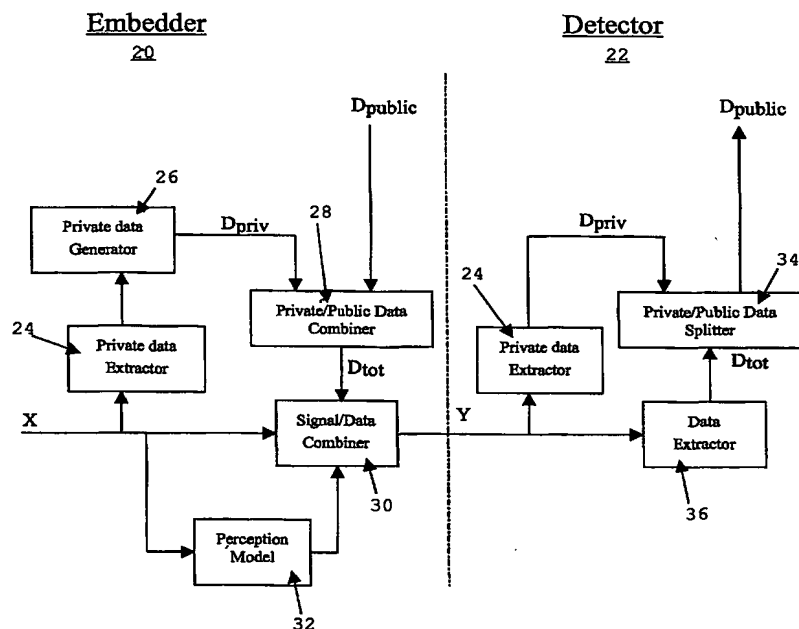 Embedder
20
Detector
22
Dpublic
Dpublic
26
Private data
Generator
Dpriv
28
Private/Public Data
Combiner
Dpriv
24
34
Private/Public Data
Splitter
24
Private data
Extractor
Private data
Extractor
Dtot
Dtot
X
Signal/Data
Combiner
Y
Data
Extractor
30
36
Perception
Model
32